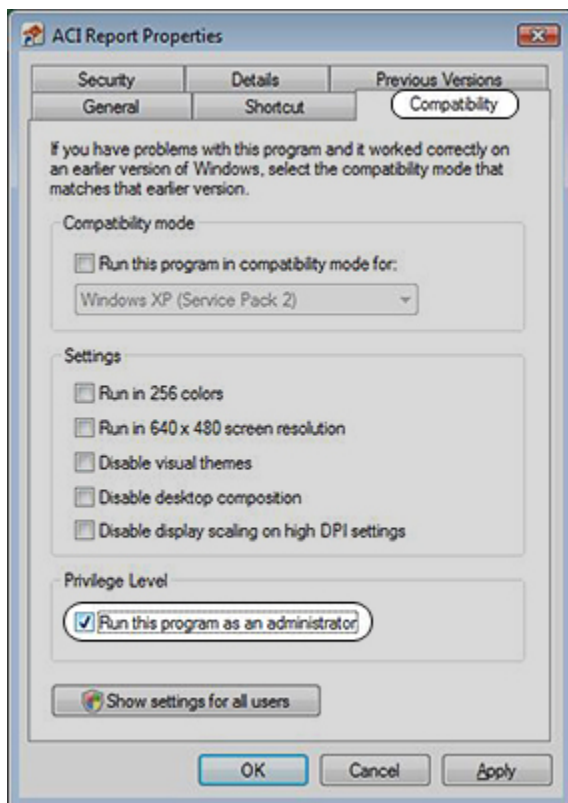 ACI Report Properties
Security Details Previous Versions
General Shortcut Compatibility
If you have problems with this program and it worked correctly on
an earlier version of Windows, select the compatibility mode that
matches that earlier version.
Compatibility mode
Run this program in compatibility mode for:
Windows XP (Service Pack 2)
Settings
Run in 256 colors
Run in 640 x 480 screen resolution
Disable visual themes
Disable desktop composition
Disable display scaling on high DPI settings
Privilege Level
Run this program as an administrator
Show settings for all users
OK Cancel Apply